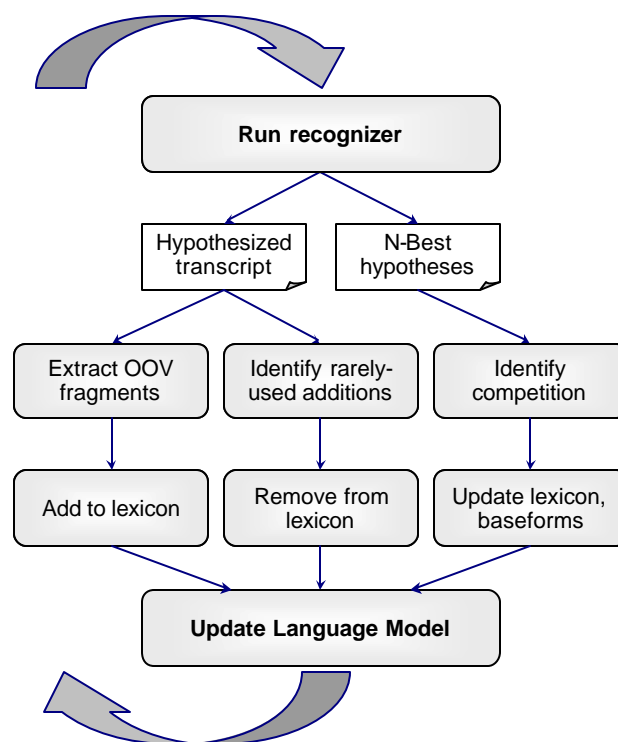 Run recognizer
Hypothesized
transcript
N-Best
hypotheses
Extract OOV
fragments
Identify rarely-
used additions
Identify
competition
Add to lexicon
Remove from
lexicon
Update lexicon,
baseforms
Update Language Model